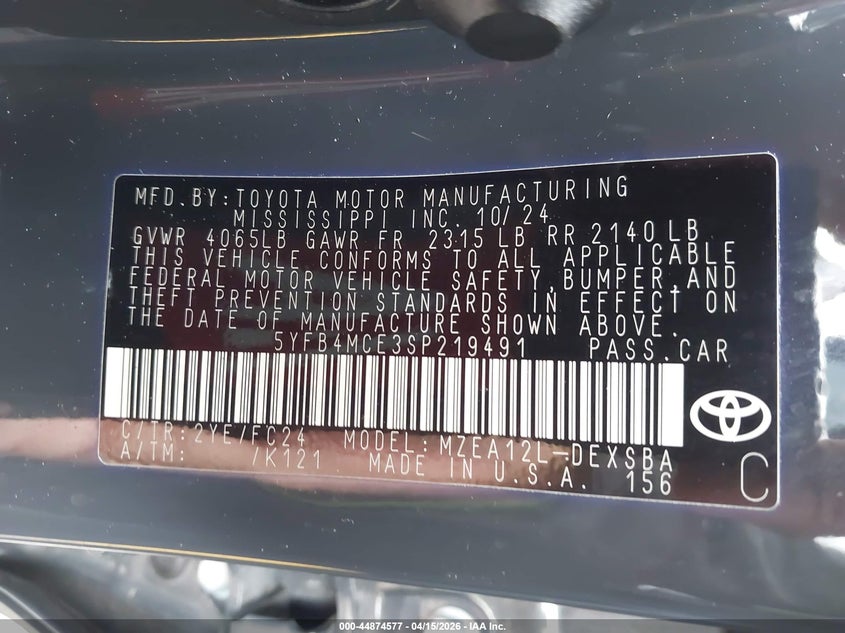 MFD.BY:TOYOTA MOTOR MANUFACTURING
MISSISSIPPI INC. 10/24
GVWR 4065LB GAWR FR 2315 LB RR 2140 LB
THIS VEHICLE CONFORMS TO ALL APPLICABLE
FEDERAL MOTOR VEHICLE SAFETY,BUMPER,AND
THEFT PREVENTION STANDARDS IN EFFECT ON
THE DATE OF MANUFACTURE SHOWN ABOVE.
5YFB4MCE3SP219491 PASS.CAR
C/TR:2YE/FC24 MODEL:MZEA12L-DEXSBA
A/TM: /K121 MADE IN U.S.A. 156
C
000-44874577 - 04/15/2026 - IAA Inc.